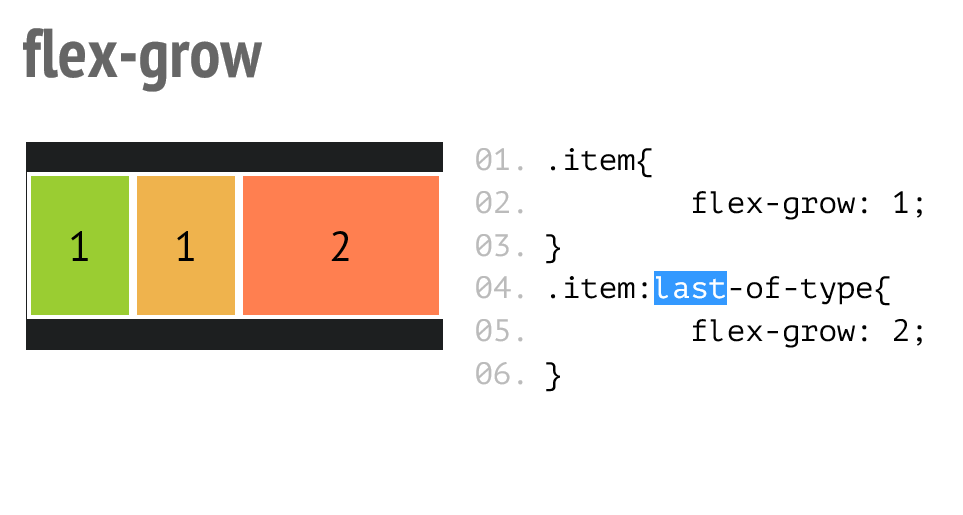 flex-grow
1 1 2
01. .item{
02. flex-grow: 1;
03. }
04. .item:last-of-type{
05. flex-grow: 2;
06. }